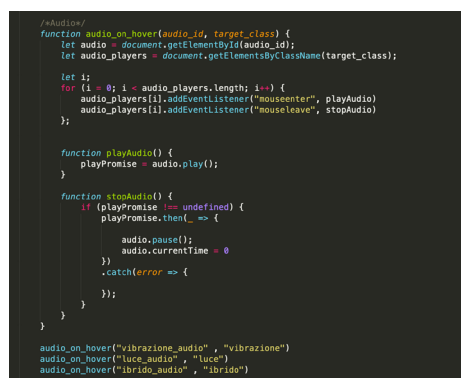 /*Audio*/
function audio_on_hover(audio_id, target_class) {
let audio = document.getElementById(audio_id);
let audio_players = document.getElementsByClassName(target_class);
let i;
for (i = 0; i < audio_players.length; i++) {
audio_players[i].addEventListener("mouseenter", playAudio)
audio_players[i].addEventListener("mouseleave", stopAudio)
};
function playAudio() {
playPromise = audio.play();
}
function stopAudio() {
if (playPromise !== undefined) {
playPromise.then(_ => {
audio.pause();
audio.currentTime = 0
})
.catch(error => {
});
}
}
}
audio_on_hover("vibrazione_audio" , "vibrazione")
audio_on_hover("luce_audio" , "luce")
audio_on_hover("ibrido_audio" , "ibrido")